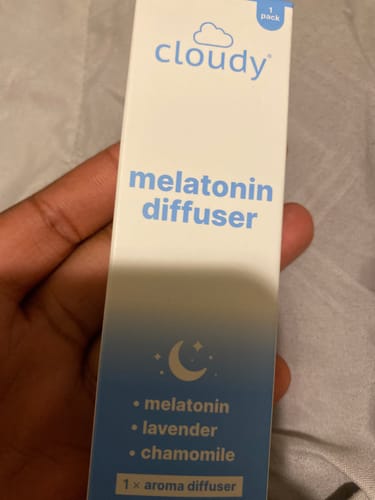 1
pack
cloudy®
melatonin
diffuser
• melatonin
• lavender
• chamomile
1 × aroma diffuser